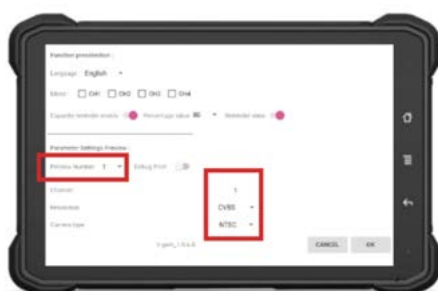 Function presentation :
Language English
Mirror : CH1 CH2 CH3 CH4
Capacity reminder enable Percentage value 80 Reminder video
Parameter Settings Preview :
Preview Number 1 Debug Print
Channel 1
Resolution CVBS
Camera type NTSC
CANCEL OK